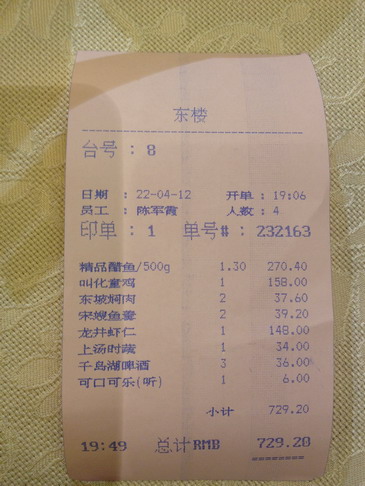 东楼
台号：8
日期 ：22-04-12 开单：19:06
员工 ：陈军霞 人数：4
印单：1 单号#：232163
精品醋鱼/500g 1.30 270.40
叫化童鸡 1 158.00
东坡焖肉 2 37.60
宋嫂鱼羹 2 39.20
龙井虾仁 1 148.00
上汤时蔬 1 34.00
千岛湖啤酒 3 36.00
可口可乐(听) 1 6.00
小计 729.20
19:49 总计RMB 729.20